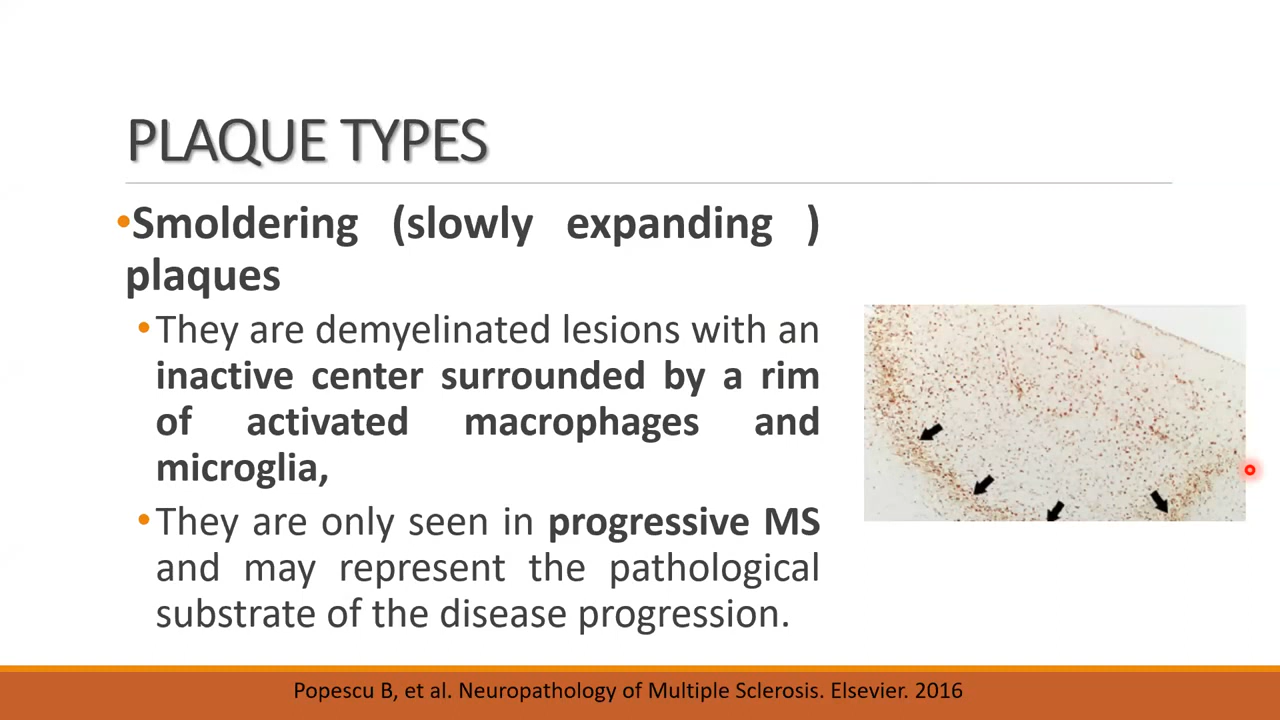 PLAQUE TYPES
•Smoldering (slowly expanding )
plaques
•They are demyelinated lesions with an
inactive center surrounded by a rim
of activated macrophages and
microglia,
•They are only seen in progressive MS
and may represent the pathological
substrate of the disease progression.
Popescu B, et al. Neuropathology of Multiple Sclerosis. Elsevier. 2016